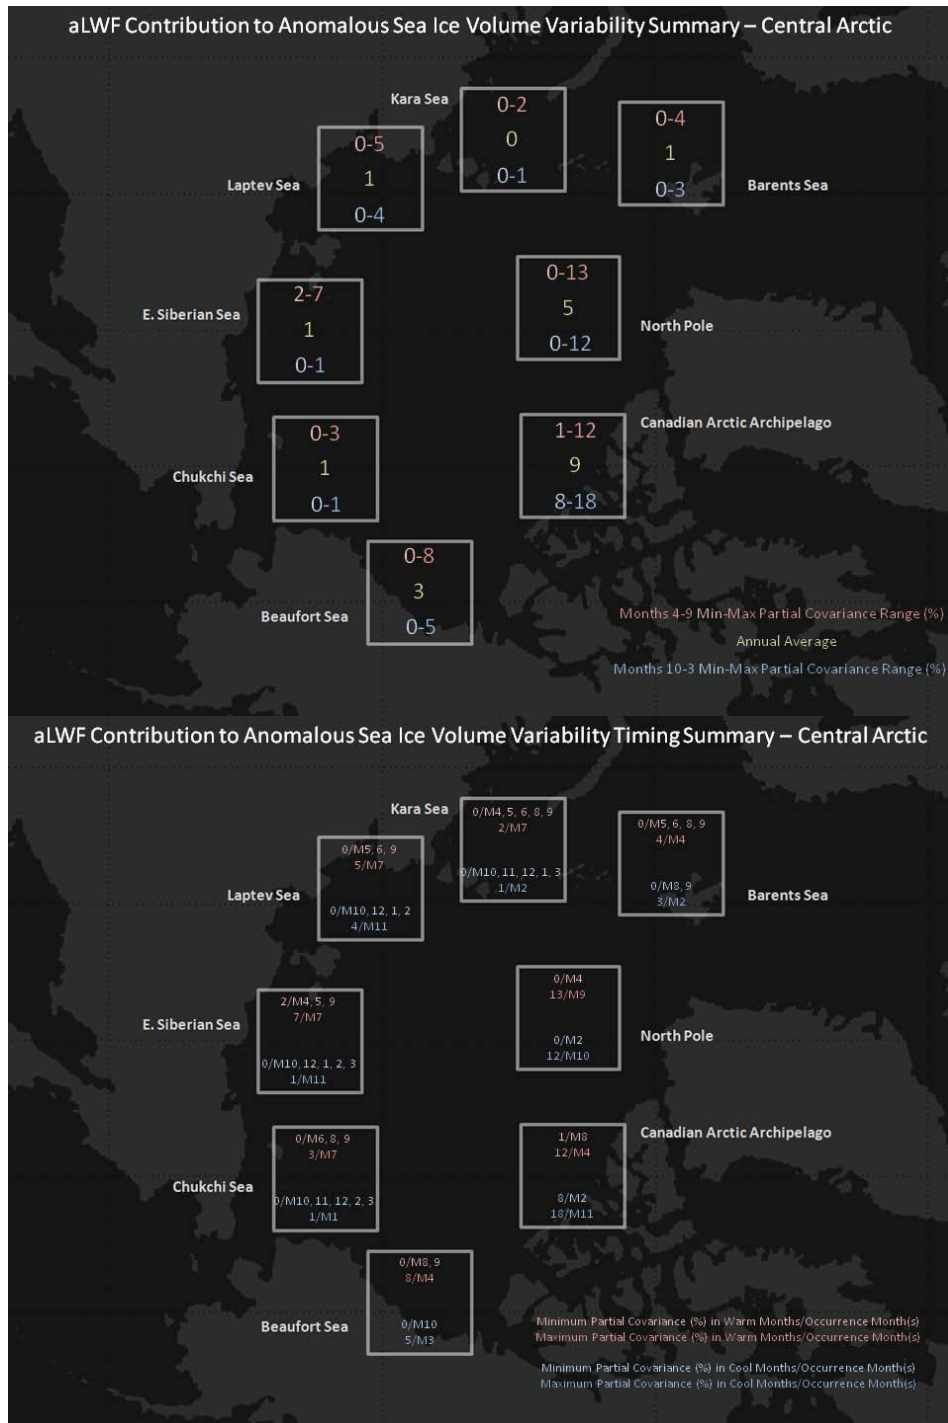 aLWF Contribution to Anomalous Sea Ice Volume Variability Summary – Central Arctic
Kara Sea
0-2
0
0-1
0-4
1
0-3
Barents Sea
Laptev Sea
0-5
1
0-4
E. Siberian Sea
2-7
1
0-1
0-13
5
0-12
North Pole
Chukchi Sea
0-3
1
0-1
1-12
9
8-18
Canadian Arctic Archipelago
Beaufort Sea
0-8
3
0-5
Months 4-9 Min-Max Partial Covariance Range (%)
Annual Average
Months 10-3 Min-Max Partial Covariance Range (%)
aLWF Contribution to Anomalous Sea Ice Volume Variability Timing Summary – Central Arctic
Kara Sea
0/M4, 5, 6, 8, 9
2/M7
0/M10, 11, 12, 1, 3
1/M2
0/M5, 6, 8, 9
4/M4
0/M8, 9
3/M2
Barents Sea
Laptev Sea
0/M5, 6, 9
5/M7
0/M10, 12, 1, 2
4/M11
E. Siberian Sea
2/M4, 5, 9
7/M7
0/M10, 12, 1, 2, 3
1/M11
0/M4
13/M9
0/M2
12/M10
North Pole
Chukchi Sea
0/M6, 8, 9
3/M7
0/M10, 11, 12, 2, 3
1/M1
1/M8
12/M4
8/M2
18/M11
Canadian Arctic Archipelago
Beaufort Sea
0/M8, 9
8/M4
0/M10
5/M3
Minimum Partial Covariance (%) in Warm Months/Occurrence Month(s)
Maximum Partial Covariance (%) in Warm Months/Occurrence Month(s)
Minimum Partial Covariance (%) in Cool Months/Occurrence Month(s)
Maximum Partial Covariance (%) in Cool Months/Occurrence Month(s)